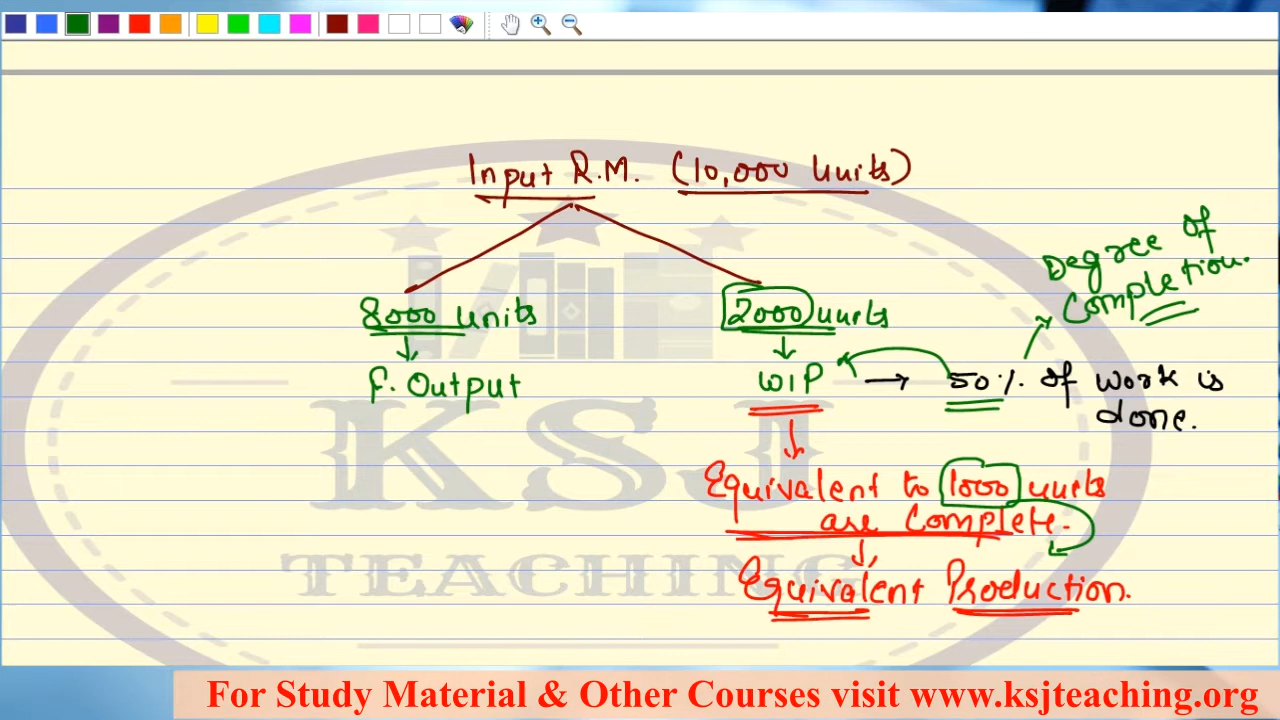 Input R.M. (10,000 Units)
Degree of
Completion.
8000 Units
2000 units
F. Output
WIP → 50% of work is
done.
Equivalent to 1000 units
are Complete.
Equivalent Production.
KSJ
TEACHING
For Study Material & Other Courses visit www.ksjteaching.org